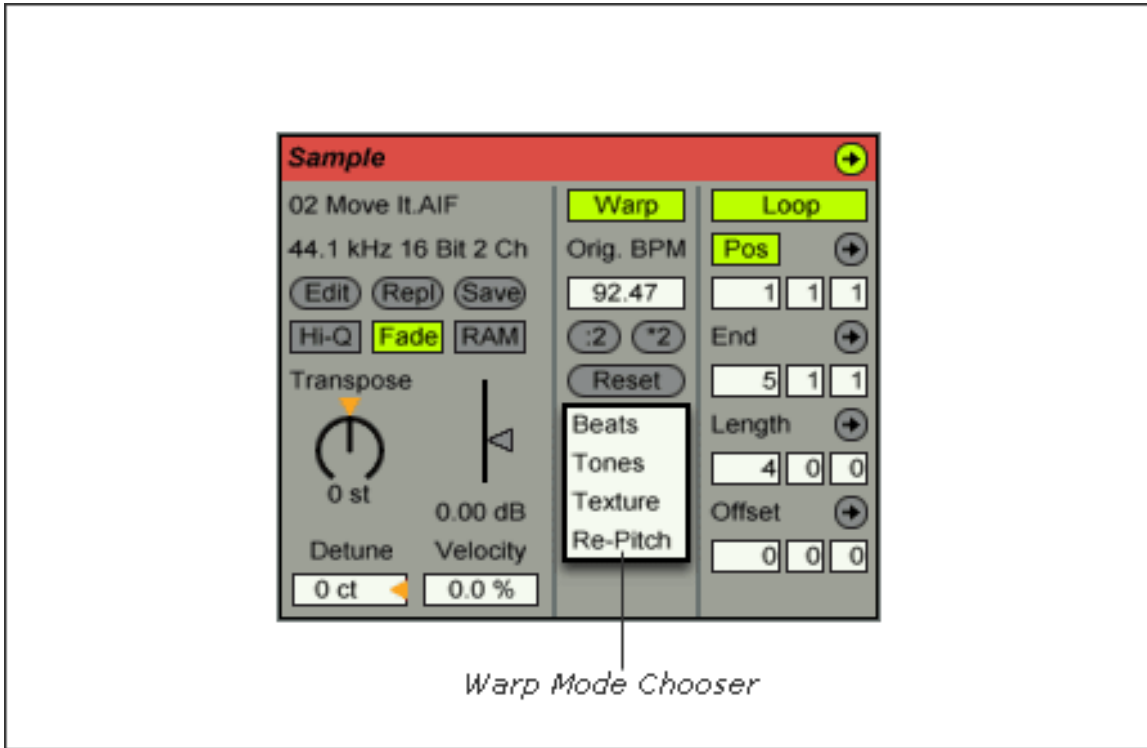 Sample
02 Move It.AIF
44.1 kHz 16 Bit 2 Ch
Edit Repl Save
Hi-Q Fade RAM
Transpose
0 st
0.00 dB
Detune Velocity
0 ct 0.0 %
Warp
Orig. BPM
92.47
:2 *2
Reset
Beats
Tones
Texture
Re-Pitch
Loop
Pos
1 1 1
End
5 1 1
Length
4 0 0
Offset
0 0 0
Warp Mode Chooser